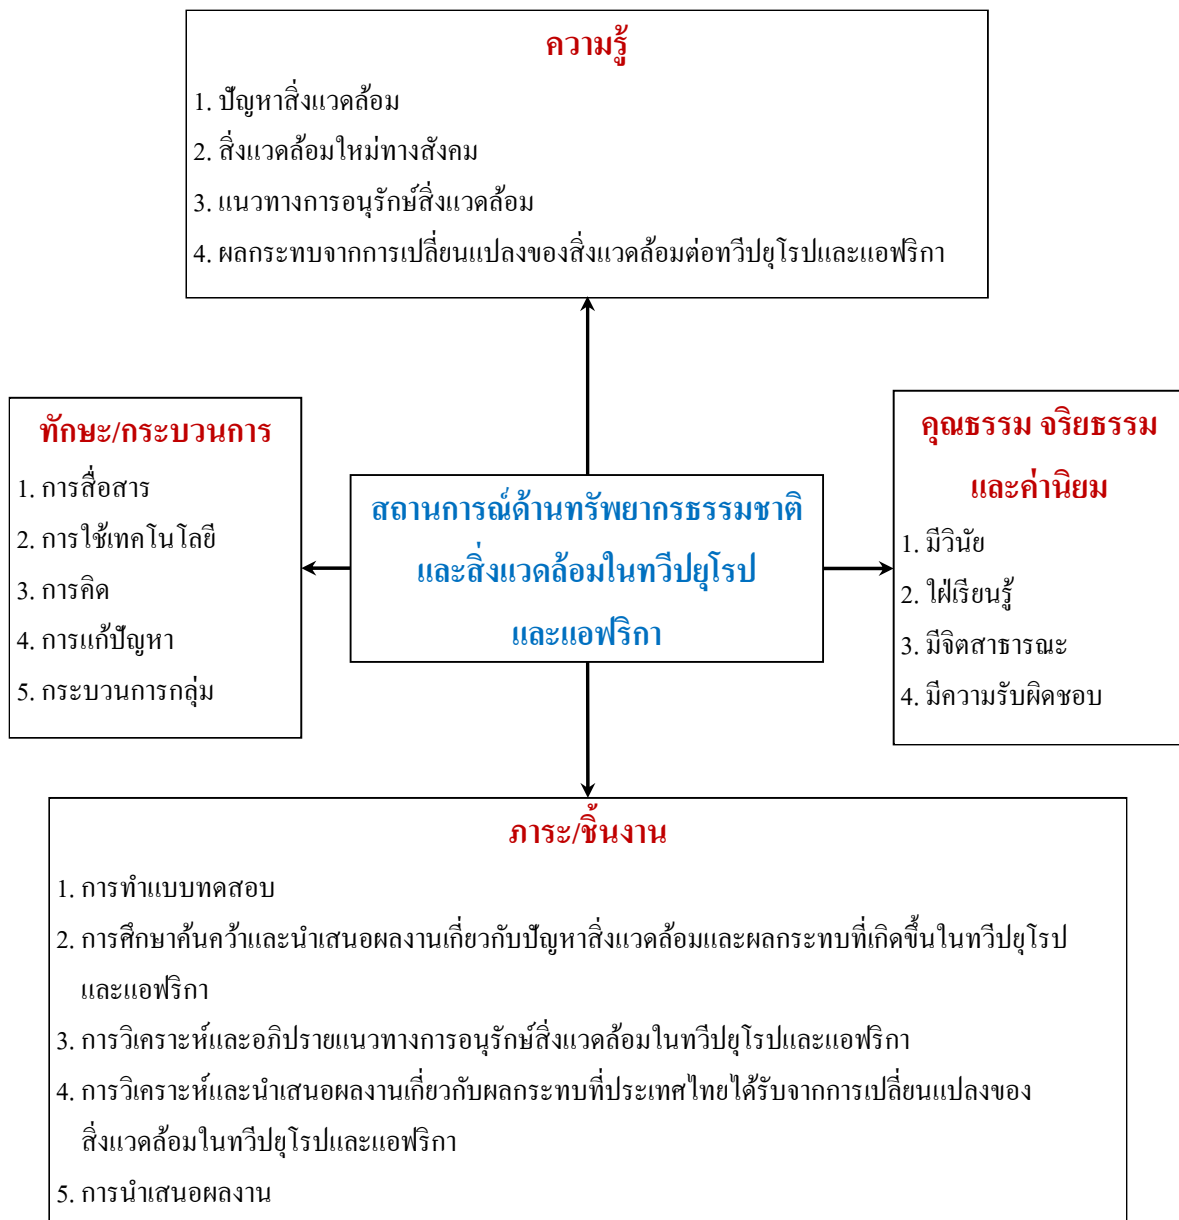 ความรู้
1. ปัญหาสิ่งแวดล้อม
2. สิ่งแวดล้อมใหม่ทางสังคม
3. แนวทางการอนุรักษ์สิ่งแวดล้อม
4. ผลกระทบจากการเปลี่ยนแปลงของสิ่งแวดล้อมต่อทวีปยุโรปและแอฟริกา
ทักษะ/กระบวนการ
1. การสื่อสาร
2. การใช้เทคโนโลยี
3. การคิด
4. การแก้ปัญหา
5. กระบวนการกลุ่ม
สถานการณ์ด้านทรัพยากรธรรมชาติ
และสิ่งแวดล้อมในทวีปยุโรป
และแอฟริกา
คุณธรรม จริยธรรม
และค่านิยม
1. มีวินัย
2. ใฝ่เรียนรู้
3. มีจิตสาธารณะ
4. มีความรับผิดชอบ
ภาระ/ชิ้นงาน
1. การทำแบบทดสอบ
2. การศึกษาค้นคว้าและนำเสนอผลงานเกี่ยวกับปัญหาสิ่งแวดล้อมและผลกระทบที่เกิดขึ้นในทวีปยุโรป
และแอฟริกา
3. การวิเคราะห์และอภิปรายแนวทางการอนุรักษ์สิ่งแวดล้อมในทวีปยุโรปและแอฟริกา
4. การวิเคราะห์และนำเสนอผลงานเกี่ยวกับผลกระทบที่ประเทศไทยได้รับจากการเปลี่ยนแปลงของ
สิ่งแวดล้อมในทวีปยุโรปและแอฟริกา
5. การนำเสนอผลงาน